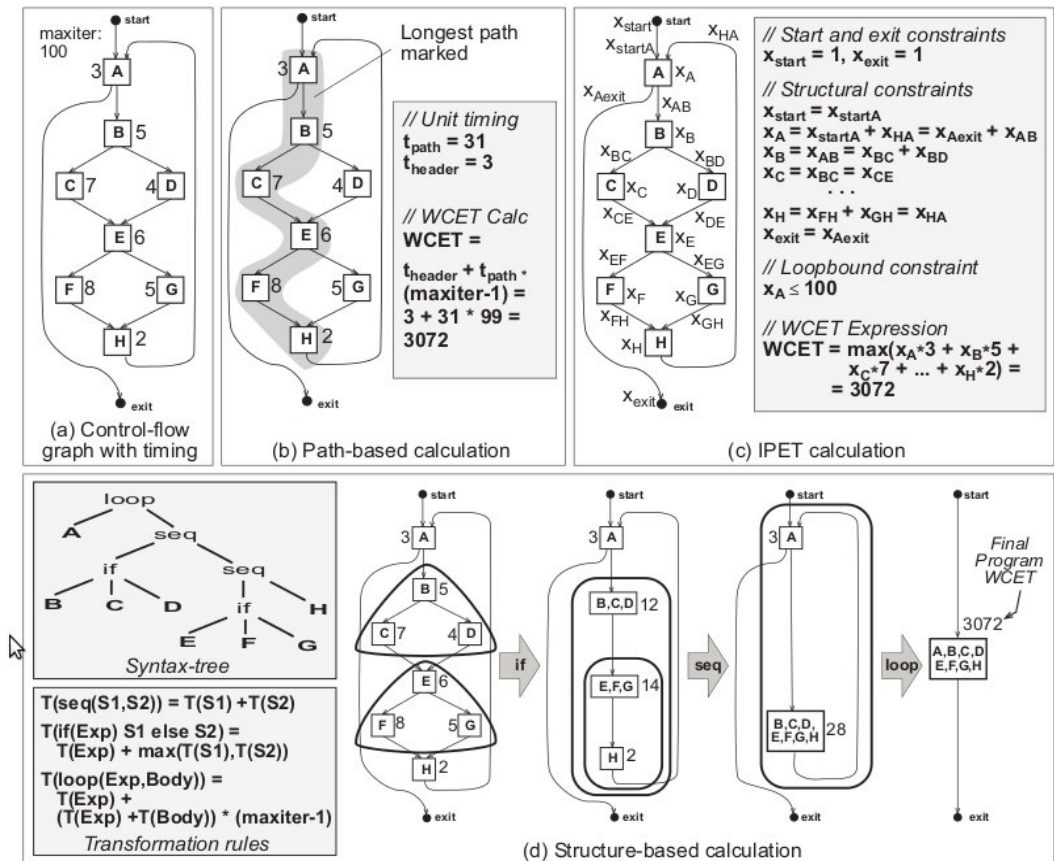 start
maxiter:
100
3 A
B 5
C 7
4 D
E 6
F 8
5 G
H 2
exit
(a) Control-flow
graph with timing
start
Longest path
marked
3 A
B 5
C 7
4 D
E 6
F 8
5 G
H 2
exit
// Unit timing
t_path = 31
t_header = 3
// WCET Calc
WCET =
t_header + t_path *
(maxiter-1) =
3 + 31 * 99 =
3072
(b) Path-based calculation
x_start start
x_startA
x_HA
A x_A
x_Aexit
x_AB
B x_B
x_BC x_BD
C x_C
x_D D
x_CE x_DE
E x_E
x_EF x_EG
F x_F
x_G G
x_FH x_GH
x_H H
x_exit exit
// Start and exit constraints
x_start = 1, x_exit = 1
// Structural constraints
x_start = x_startA
x_A = x_startA + x_HA = x_Aexit + x_AB
x_B = x_AB = x_BC + x_BD
x_C = x_BC = x_CE
. . .
x_H = x_FH + x_GH = x_HA
x_exit = x_Aexit
// Loopbound constraint
x_A ≤ 100
// WCET Expression
WCET = max(x_A*3 + x_B*5 +
x_C*7 + ... + x_H*2) =
= 3072
(c) IPET calculation
loop
A
seq
if
seq
B C D
if
H
E F G
Syntax-tree
T(seq(S1,S2)) = T(S1) +T(S2)
T(if(Exp) S1 else S2) =
T(Exp) + max(T(S1),T(S2))
T(loop(Exp,Body)) =
T(Exp) +
(T(Exp) +T(Body)) * (maxiter-1)
Transformation rules
start
3 A
B 5
C 7
4 D
E 6
F 8
5 G
H 2
exit
if
start
3 A
B,C,D 12
E,F,G 14
H 2
exit
seq
start
3 A
B,C,D,
E,F,G,H 28
exit
loop
start
Final
Program
WCET
3072
A,B,C,D
E,F,G,H
exit
(d) Structure-based calculation